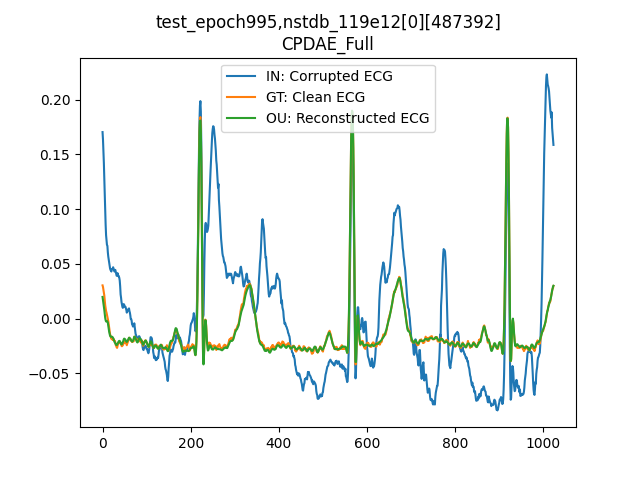 test_epoch995,nstdb_119e12[0][487392]
CPDAE_Full
IN: Corrupted ECG
GT: Clean ECG
OU: Reconstructed ECG
0.20
0.15
0.10
0.05
0.00
−0.05
0 200 400 600 800 1000